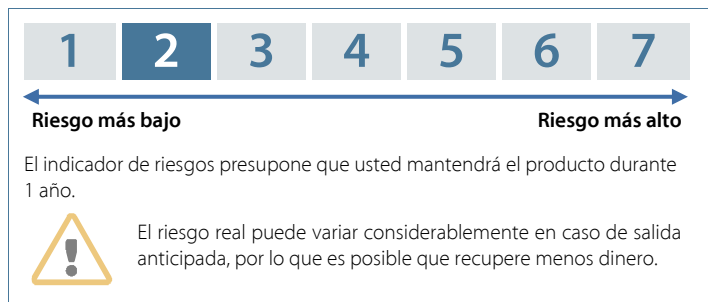 1 2 3 4 5 6 7
Riesgo más bajo Riesgo más alto
El indicador de riesgos presupone que usted mantendrá el producto durante
1 año.
El riesgo real puede variar considerablemente en caso de salida
anticipada, por lo que es posible que recupere menos dinero.